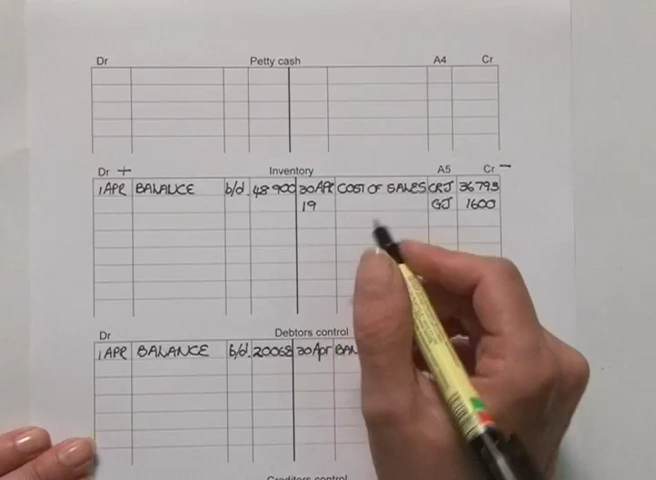 Dr Petty cash A4 Cr
Dr + Inventory A5 Cr -
1 APR BALANCE b/d. 48 900 30 APR COST OF SALES CRJ 36 795
19 GJ 1600
Dr Debtors control
1 APR BALANCE b/d. 20068 30 Apr BAN
Creditors control